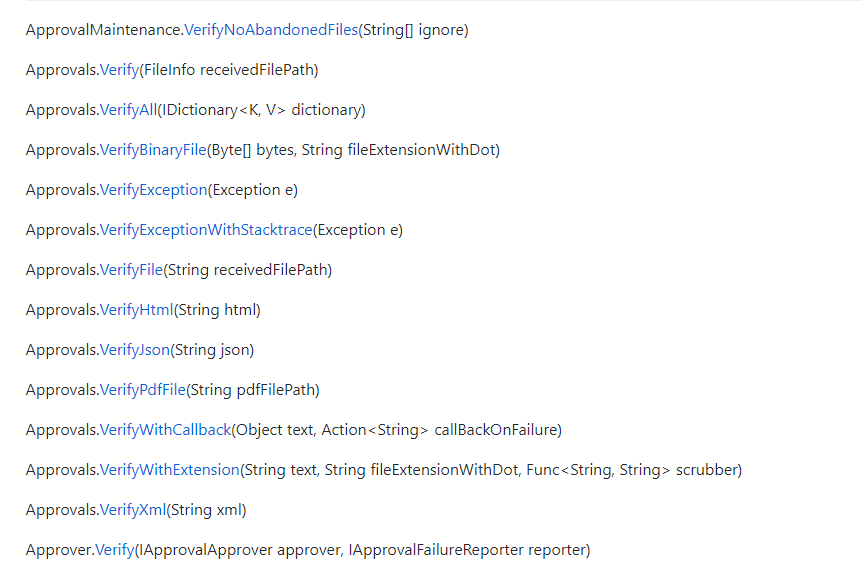 ApprovalMaintenance.VerifyNoAbandonedFiles(String[] ignore)
Approvals.Verify(FileInfo receivedFilePath)
Approvals.VerifyAll(IDictionary<K, V> dictionary)
Approvals.VerifyBinaryFile(Byte[] bytes, String fileExtensionWithDot)
Approvals.VerifyException(Exception e)
Approvals.VerifyExceptionWithStacktrace(Exception e)
Approvals.VerifyFile(String receivedFilePath)
Approvals.VerifyHtml(String html)
Approvals.VerifyJson(String json)
Approvals.VerifyPdfFile(String pdfFilePath)
Approvals.VerifyWithCallback(Object text, Action<String> callBackOnFailure)
Approvals.VerifyWithExtension(String text, String fileExtensionWithDot, Func<String, String> scrubber)
Approvals.VerifyXml(String xml)
Approver.Verify(IApprovalApprover approver, IApprovalFailureReporter reporter)